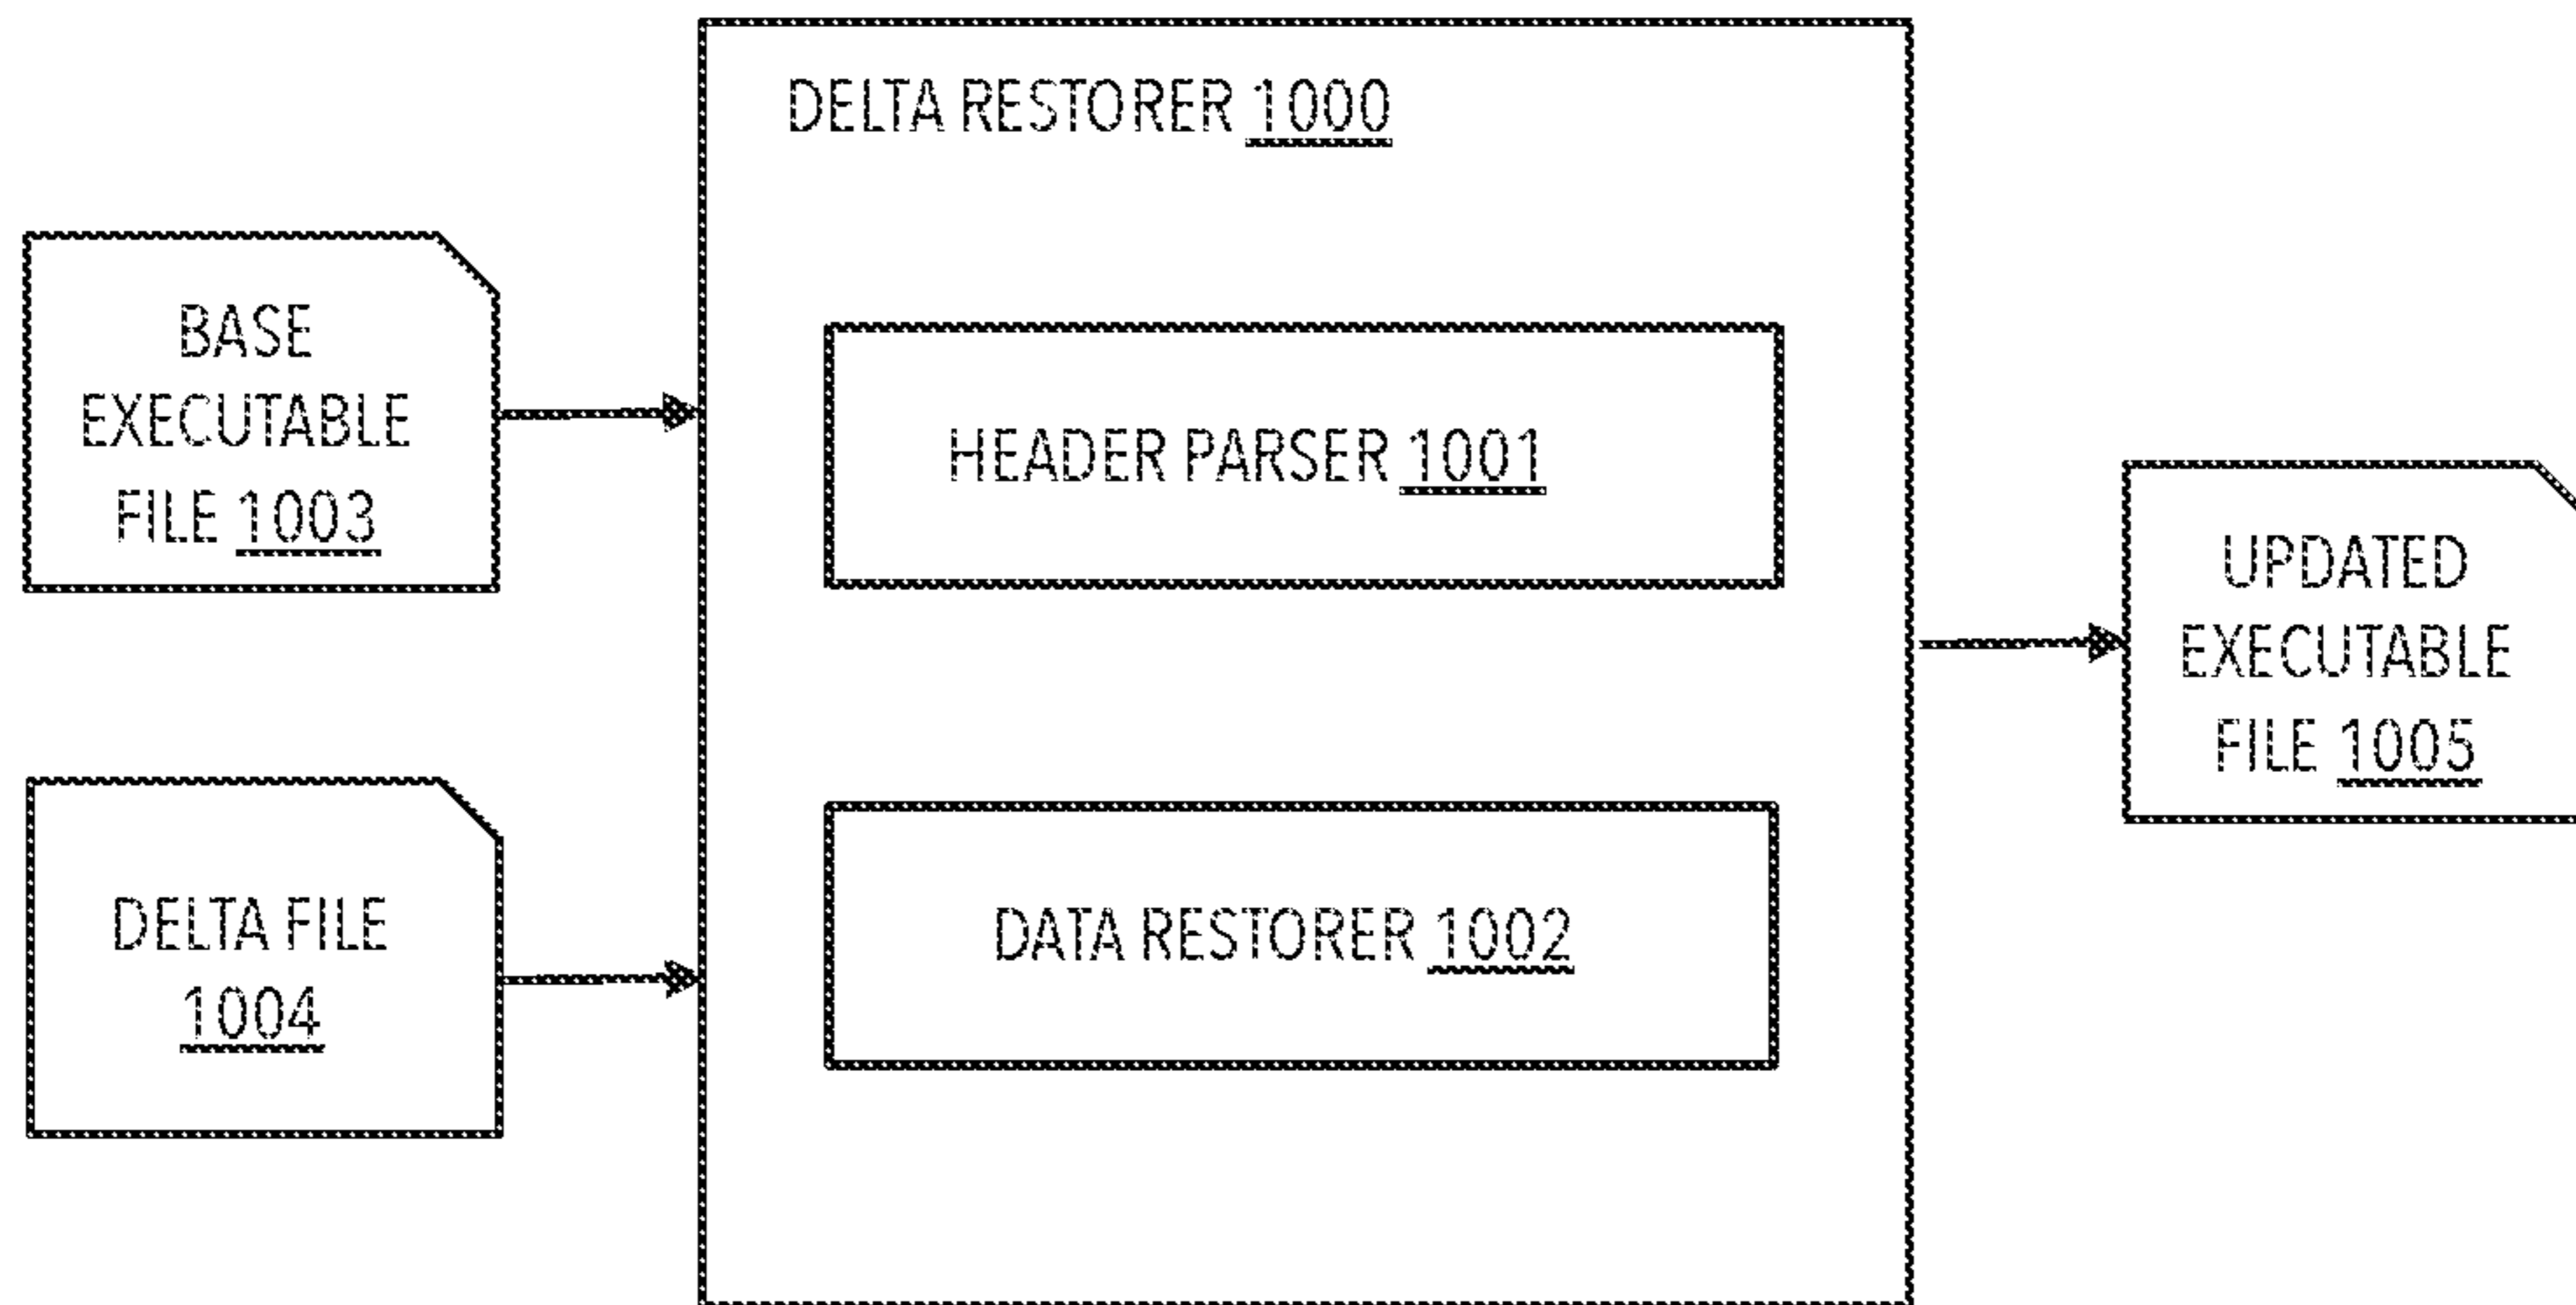 DELTA RESTORER 1000
BASE
EXECUTABLE
FILE 1003
HEADER PARSER 1001
UPDATED
EXECUTABLE
FILE 1005
DELTA FILE
1004
DATA RESTORER 1002